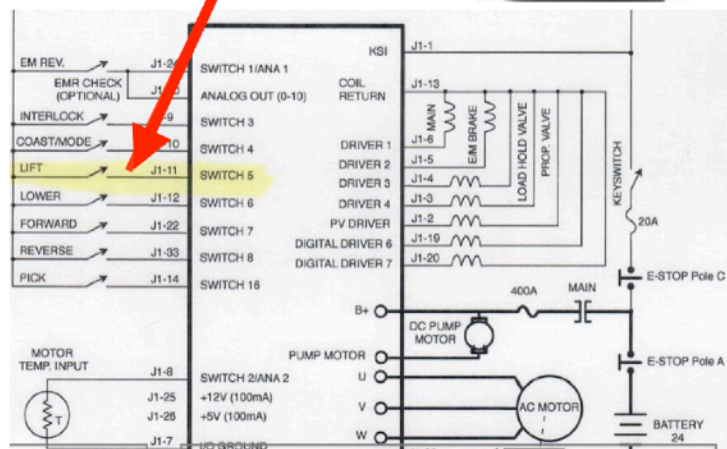 EM REV.
EMR CHECK
(OPTIONAL)
INTERLOCK
COAST/MODE
LIFT
LOWER
FORWARD
REVERSE
PICK
MOTOR
TEMP. INPUT
T
J1-9
J1-11
J1-12
J1-22
J1-33
J1-14
J1-8
J1-25
J1-26
J1-7
SWITCH 1/ANA 1
ANALOG OUT (0-10)
SWITCH 3
SWITCH 4
SWITCH 5
SWITCH 6
SWITCH 7
SWITCH 8
SWITCH 16
SWITCH 2/ANA 2
+12V (100mA)
+5V (100mA)
I/O GROUND
KSI
COIL
RETURN
DRIVER 1
DRIVER 2
DRIVER 3
DRIVER 4
PV DRIVER
DIGITAL DRIVER 6
DIGITAL DRIVER 7
B+
PUMP MOTOR
U
V
W
J1-1
J1-13
J1-6
J1-5
J1-4
J1-3
J1-2
J1-19
J1-20
MAIN
E/M BRAKE
LOAD HOLD VALVE
PROP. VALVE
KEYSWITCH
20A
E-STOP Pole C
400A
MAIN
DC PUMP
MOTOR
E-STOP Pole A
AC MOTOR
BATTERY
24